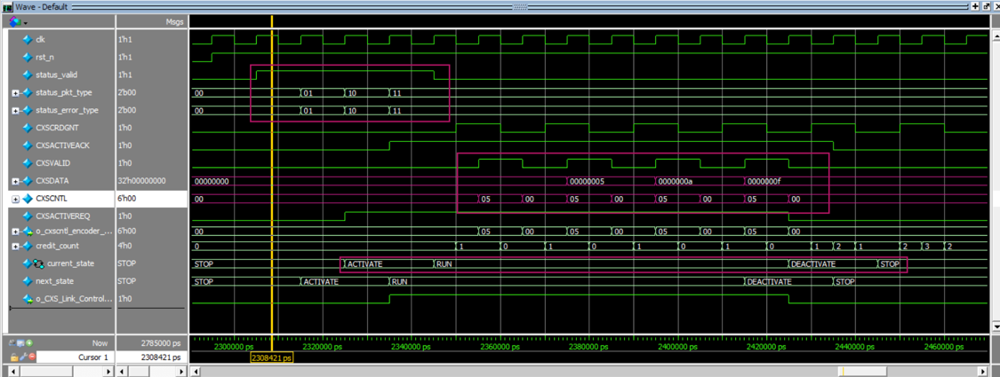 Wave - Default
Msgs
clk 1'h1
rst_n 1'h1
status_valid 1'h1
status_pkt_type 2'b00 00 01 10 11
status_error_type 2'b00 00 01 10 11
CXSCRDGNT 1'h0
CXSACTIVEACK 1'h0
CXSVALID 1'h0
CXSDATA 32'h00000000 00000000 00000005 0000000a 0000000f
CXSCNTL 6'h00 00 05 00 05 00 05 00 05 00
CXSACTIVEREQ 1'h0
o_cxscntl_encoder_... 6'h00 00 05 00 05 00 05 00 05 00
credit_count 4'h0 0 1 0 1 0 1 0 1 0 1 2 1 2 3 2
current_state STOP STOP ACTIVATE RUN DEACTIVATE STOP
next_state STOP STOP ACTIVATE RUN DEACTIVATE STOP
o_CXS_Link_Control... 1'h0
Now 2785000 ps 2300000 ps 2320000 ps 2340000 ps 2360000 ps 2380000 ps 2400000 ps 2420000 ps 2440000 ps 2460000 ps
Cursor 1 2308421 ps 2308421 ps